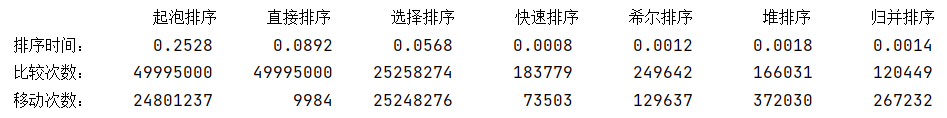 起泡排序 直接排序 选择排序 快速排序 希尔排序 堆排序 归并排序
排序时间： 0.2528 0.0892 0.0568 0.0008 0.0012 0.0018 0.0014
比较次数： 49995000 49995000 25258274 183779 249642 166031 120449
移动次数： 24801237 9984 25248276 73503 129637 372030 267232